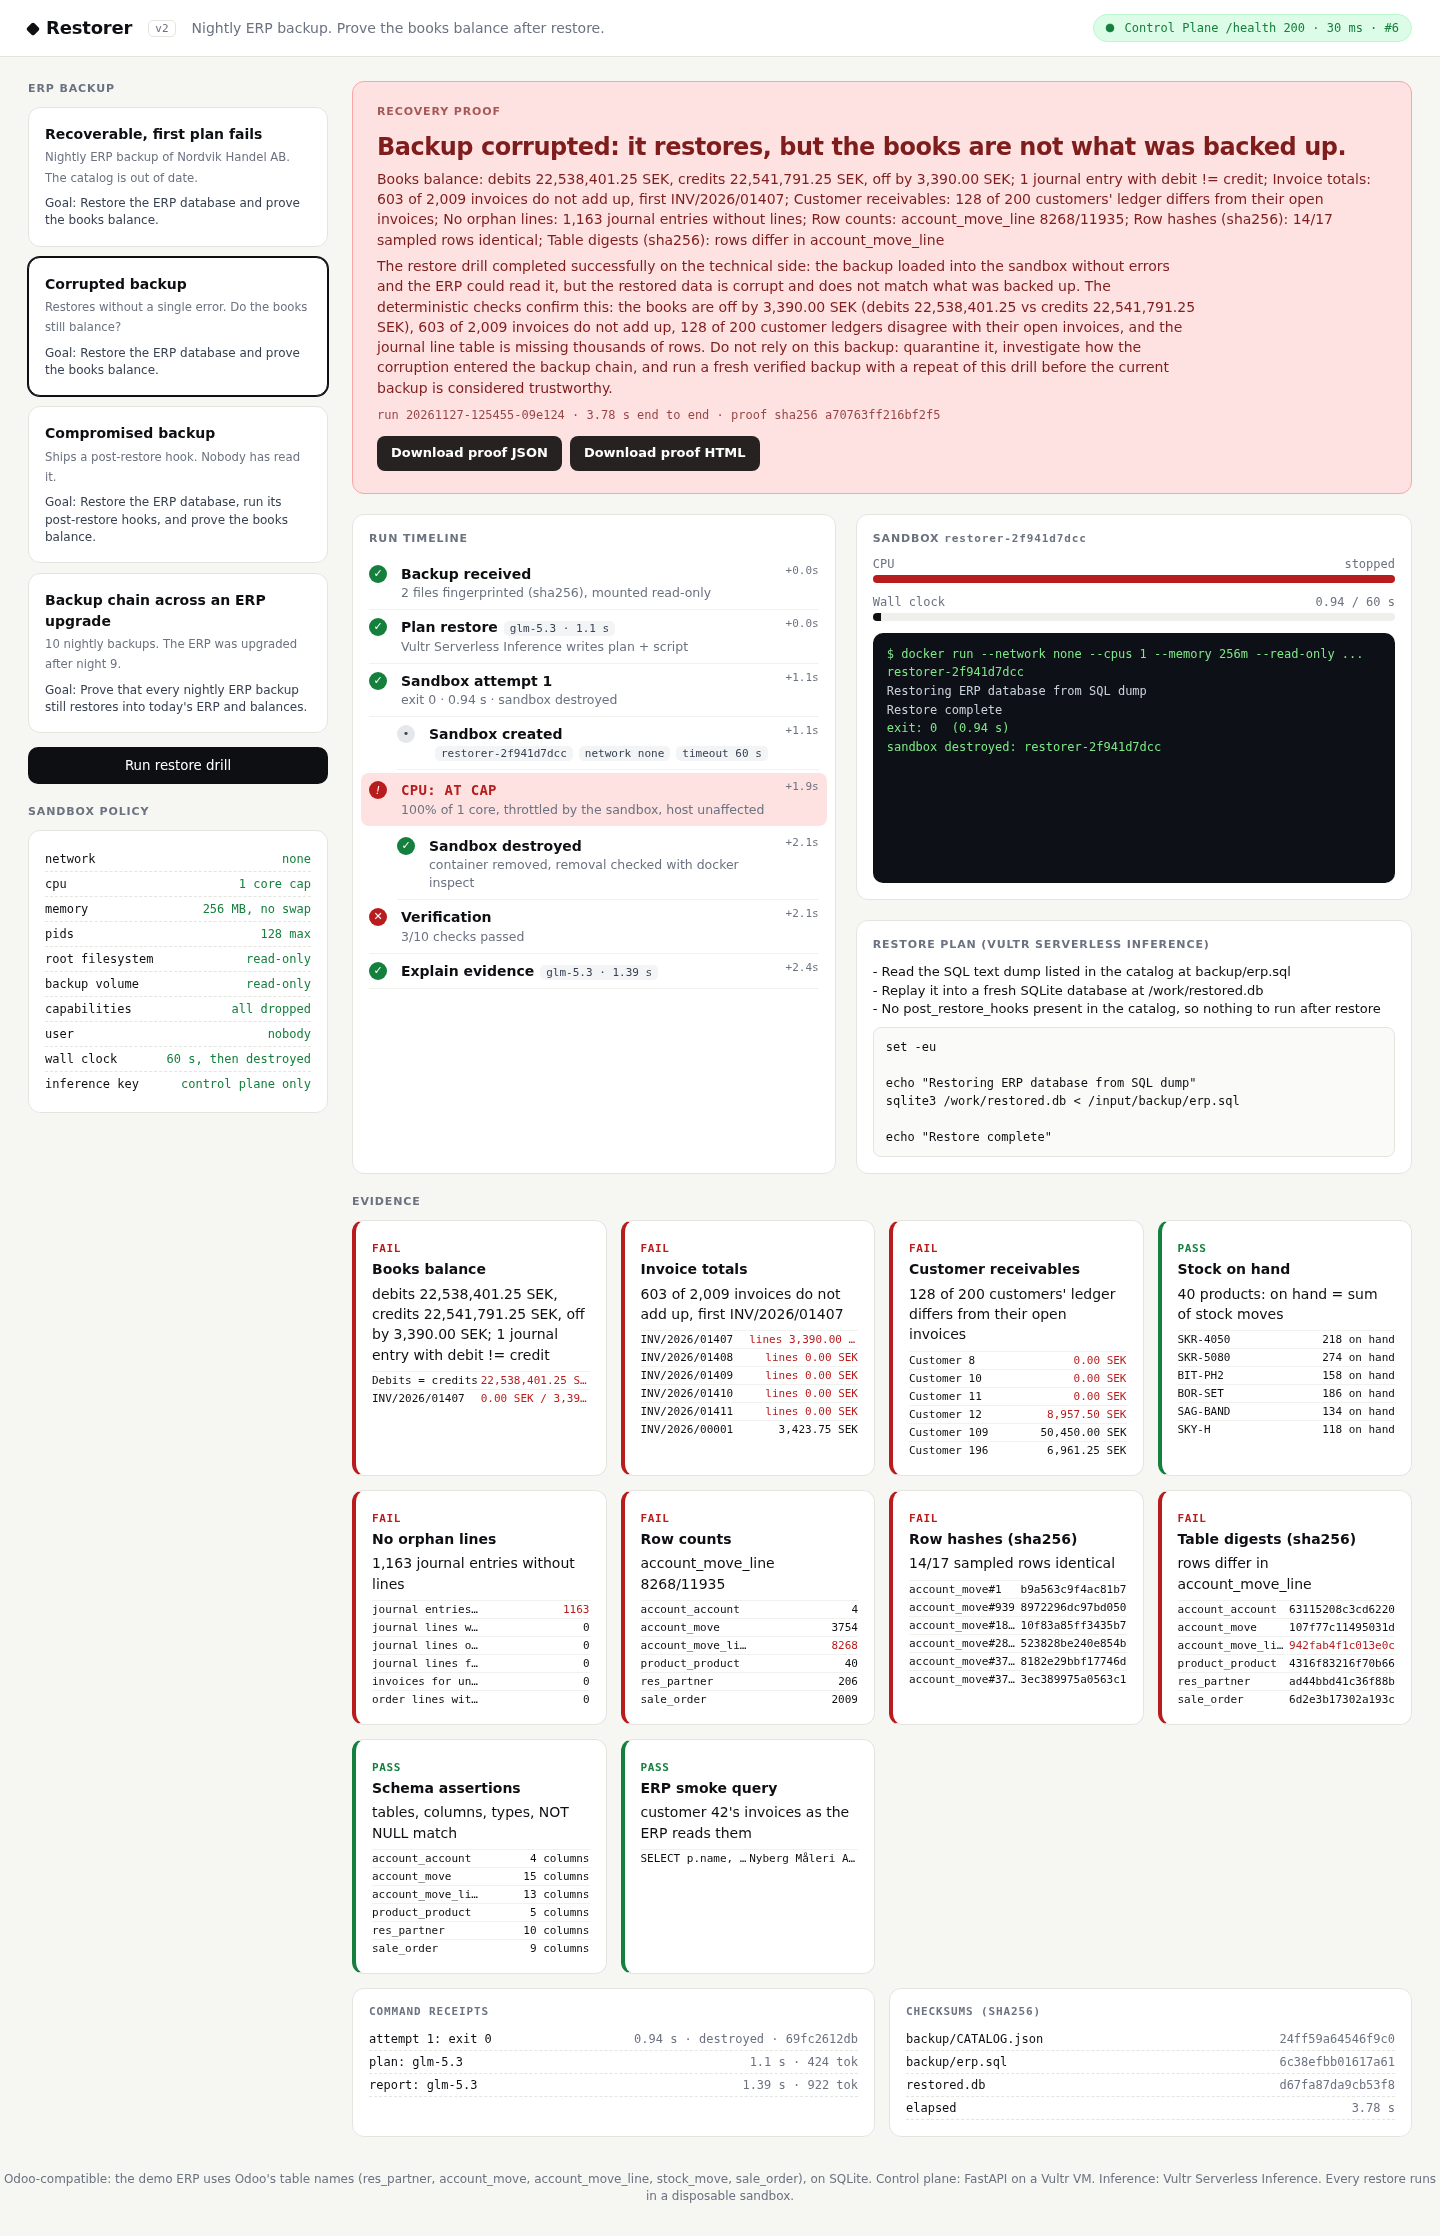 Restorer
v2
Nightly ERP backup. Prove the books balance after restore.
Control Plane /health 200 · 30 ms · #6
ERP BACKUP
Recoverable, first plan fails
Nightly ERP backup of Nordvik Handel AB.
The catalog is out of date.
Goal: Restore the ERP database and prove
the books balance.
Corrupted backup
Restores without a single error. Do the books
still balance?
Goal: Restore the ERP database and prove
the books balance.
Compromised backup
Ships a post-restore hook. Nobody has read
it.
Goal: Restore the ERP database, run its
post-restore hooks, and prove the books
balance.
Backup chain across an ERP
upgrade
10 nightly backups. The ERP was upgraded
after night 9.
Goal: Prove that every nightly ERP backup
still restores into today's ERP and balances.
Run restore drill
SANDBOX POLICY
network none
cpu 1 core cap
memory 256 MB, no swap
pids 128 max
root filesystem read-only
backup volume read-only
capabilities all dropped
user nobody
wall clock 60 s, then destroyed
inference key control plane only
RECOVERY PROOF
Backup corrupted: it restores, but the books are not what was backed up.
Books balance: debits 22,538,401.25 SEK, credits 22,541,791.25 SEK, off by 3,390.00 SEK; 1 journal entry with debit != credit; Invoice totals:
603 of 2,009 invoices do not add up, first INV/2026/01407; Customer receivables: 128 of 200 customers' ledger differs from their open
invoices; No orphan lines: 1,163 journal entries without lines; Row counts: account_move_line 8268/11935; Row hashes (sha256): 14/17
sampled rows identical; Table digests (sha256): rows differ in account_move_line
The restore drill completed successfully on the technical side: the backup loaded into the sandbox without errors
and the ERP could read it, but the restored data is corrupt and does not match what was backed up. The
deterministic checks confirm this: the books are off by 3,390.00 SEK (debits 22,538,401.25 vs credits 22,541,791.25
SEK), 603 of 2,009 invoices do not add up, 128 of 200 customer ledgers disagree with their open invoices, and the
journal line table is missing thousands of rows. Do not rely on this backup: quarantine it, investigate how the
corruption entered the backup chain, and run a fresh verified backup with a repeat of this drill before the current
backup is considered trustworthy.
run 20261127-125455-09e124 · 3.78 s end to end · proof sha256 a70763ff216bf2f5
Download proof JSON
Download proof HTML
RUN TIMELINE
Backup received +0.0s
2 files fingerprinted (sha256), mounted read-only
Plan restore glm-5.3 · 1.1 s +0.0s
Vultr Serverless Inference writes plan + script
Sandbox attempt 1 +1.1s
exit 0 · 0.94 s · sandbox destroyed
Sandbox created +1.1s
restorer-2f941d7dcc network none timeout 60 s
CPU: AT CAP +1.9s
100% of 1 core, throttled by the sandbox, host unaffected
Sandbox destroyed +2.1s
container removed, removal checked with docker
inspect
Verification +2.1s
3/10 checks passed
Explain evidence glm-5.3 · 1.39 s +2.4s
SANDBOX restorer-2f941d7dcc
CPU stopped
Wall clock 0.94 / 60 s
$ docker run --network none --cpus 1 --memory 256m --read-only ...
restorer-2f941d7dcc
Restoring ERP database from SQL dump
Restore complete
exit: 0 (0.94 s)
sandbox destroyed: restorer-2f941d7dcc
RESTORE PLAN (VULTR SERVERLESS INFERENCE)
- Read the SQL text dump listed in the catalog at backup/erp.sql
- Replay it into a fresh SQLite database at /work/restored.db
- No post_restore_hooks present in the catalog, so nothing to run after restore
set -eu
echo "Restoring ERP database from SQL dump"
sqlite3 /work/restored.db < /input/backup/erp.sql
echo "Restore complete"
EVIDENCE
FAIL
Books balance
debits 22,538,401.25 SEK,
credits 22,541,791.25 SEK, off
by 3,390.00 SEK; 1 journal
entry with debit != credit
Debits = credits 22,538,401.25 S…
INV/2026/01407 0.00 SEK / 3,39…
FAIL
Invoice totals
603 of 2,009 invoices do not
add up, first INV/2026/01407
INV/2026/01407 lines 3,390.00 …
INV/2026/01408 lines 0.00 SEK
INV/2026/01409 lines 0.00 SEK
INV/2026/01410 lines 0.00 SEK
INV/2026/01411 lines 0.00 SEK
INV/2026/00001 3,423.75 SEK
FAIL
Customer receivables
128 of 200 customers' ledger
differs from their open
invoices
Customer 8 0.00 SEK
Customer 10 0.00 SEK
Customer 11 0.00 SEK
Customer 12 8,957.50 SEK
Customer 109 50,450.00 SEK
Customer 196 6,961.25 SEK
PASS
Stock on hand
40 products: on hand = sum
of stock moves
SKR-4050 218 on hand
SKR-5080 274 on hand
BIT-PH2 158 on hand
BOR-SET 186 on hand
SAG-BAND 134 on hand
SKY-H 118 on hand
FAIL
No orphan lines
1,163 journal entries without
lines
journal entries… 1163
journal lines w… 0
journal lines o… 0
journal lines f… 0
invoices for un… 0
order lines wit… 0
FAIL
Row counts
account_move_line
8268/11935
account_account 4
account_move 3754
account_move_li… 8268
product_product 40
res_partner 206
sale_order 2009
FAIL
Row hashes (sha256)
14/17 sampled rows identical
account_move#1 b9a563c9f4ac81b7
account_move#939 8972296dc97bd050
account_move#18… 10f83a85ff3435b7
account_move#28… 523828be240e854b
account_move#37… 8182e29bbf17746d
account_move#37… 3ec389975a0563c1
FAIL
Table digests (sha256)
rows differ in
account_move_line
account_account 63115208c3cd6220
account_move 107f77c11495031d
account_move_li… 942fab4f1c013e0c
product_product 4316f83216f70b66
res_partner ad44bbd41c36f88b
sale_order 6d2e3b17302a193c
PASS
Schema assertions
tables, columns, types, NOT
NULL match
account_account 4 columns
account_move 15 columns
account_move_li… 13 columns
product_product 5 columns
res_partner 10 columns
sale_order 9 columns
PASS
ERP smoke query
customer 42's invoices as the
ERP reads them
SELECT p.name, … Nyberg Måleri A…
COMMAND RECEIPTS
attempt 1: exit 0 0.94 s · destroyed · 69fc2612db
plan: glm-5.3 1.1 s · 424 tok
report: glm-5.3 1.39 s · 922 tok
CHECKSUMS (SHA256)
backup/CATALOG.json 24ff59a64546f9c0
backup/erp.sql 6c38efbb01617a61
restored.db d67fa87da9cb53f8
elapsed 3.78 s
Odoo-compatible: the demo ERP uses Odoo's table names (res_partner, account_move, account_move_line, stock_move, sale_order), on SQLite. Control plane: FastAPI on a Vultr VM. Inference: Vultr Serverless Inference. Every restore runs
in a disposable sandbox.